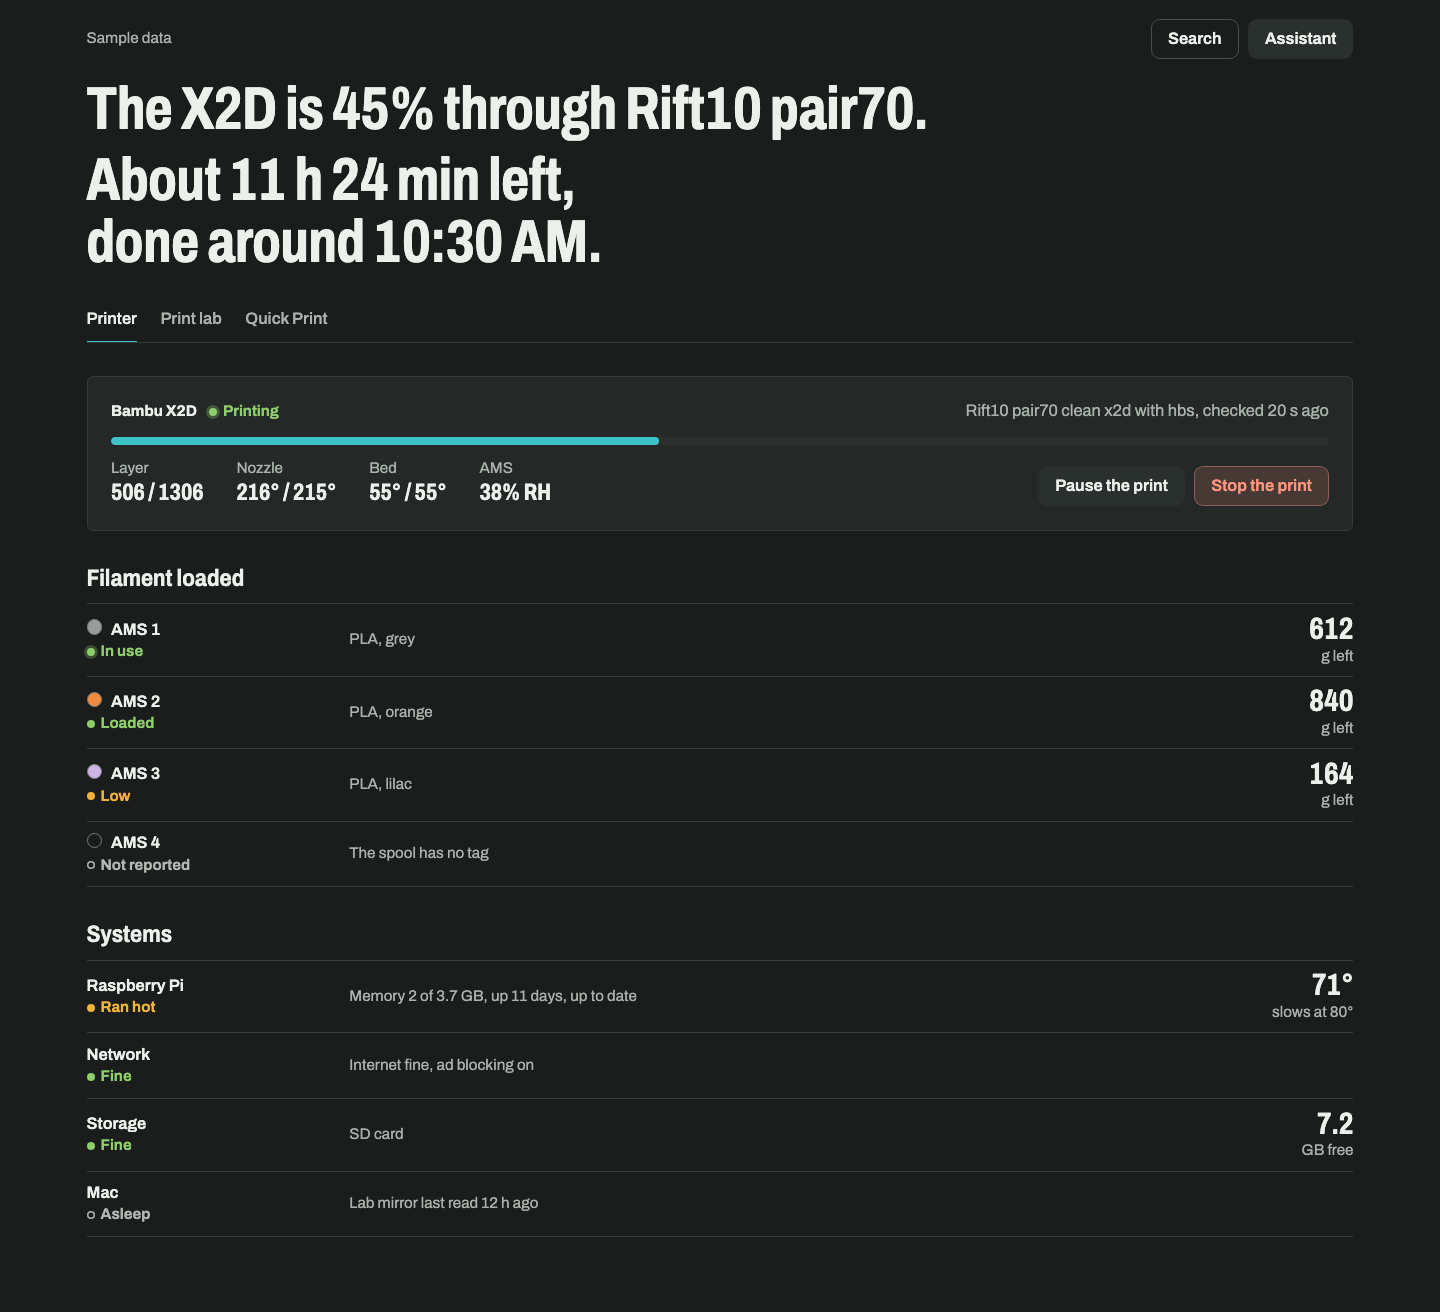 Sample data
Search
Assistant
The X2D is 45% through Rift10 pair70.
About 11 h 24 min left,
done around 10:30 AM.
Printer
Print lab
Quick Print
Bambu X2D
Printing
Rift10 pair70 clean x2d with hbs, checked 20 s ago
Layer
506 / 1306
Nozzle
216° / 215°
Bed
55° / 55°
AMS
38% RH
Pause the print
Stop the print
Filament loaded
AMS 1
In use
PLA, grey
612
g left
AMS 2
Loaded
PLA, orange
840
g left
AMS 3
Low
PLA, lilac
164
g left
AMS 4
Not reported
The spool has no tag
Systems
Raspberry Pi
Ran hot
Memory 2 of 3.7 GB, up 11 days, up to date
71°
slows at 80°
Network
Fine
Internet fine, ad blocking on
Storage
Fine
SD card
7.2
GB free
Mac
Asleep
Lab mirror last read 12 h ago